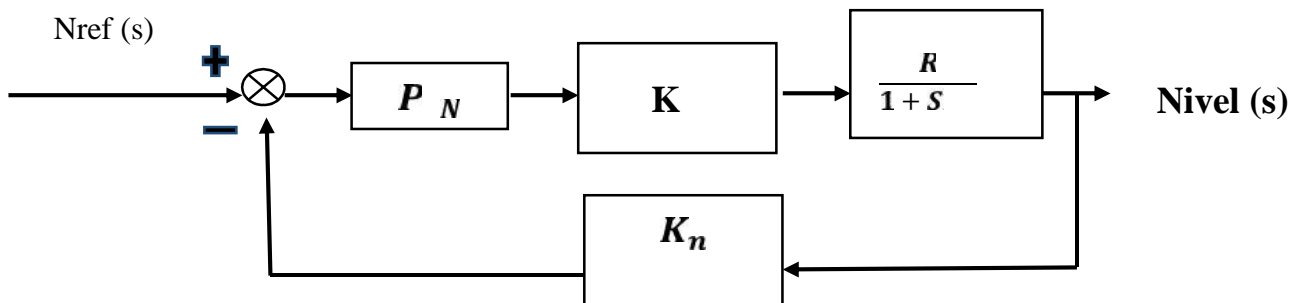 Nref (s)
+
−
P N
K
R
1 + S
Nivel (s)
Kn